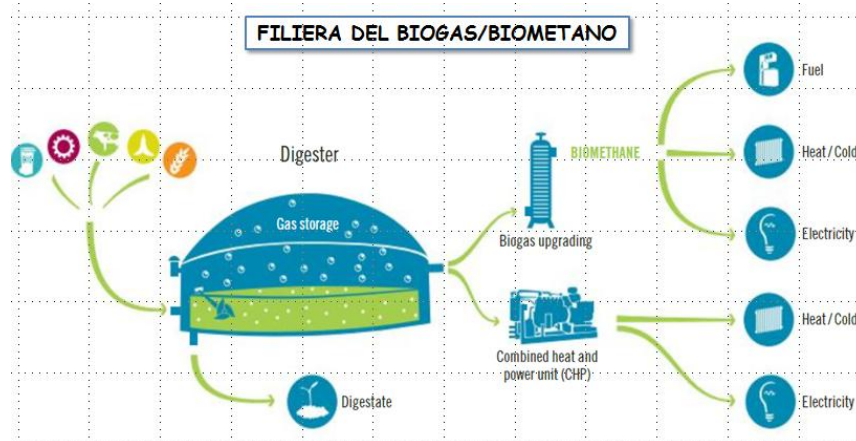 FILIERA DEL BIOGAS/BIOMETANO
Fuel
BIO
Digester
BIOMETHANE
Heat/Cold
Gas storage
Biogas upgrading
Electricity
Heat/Cold
Combined heat and
power unit (CHP)
Digestate
Electricity